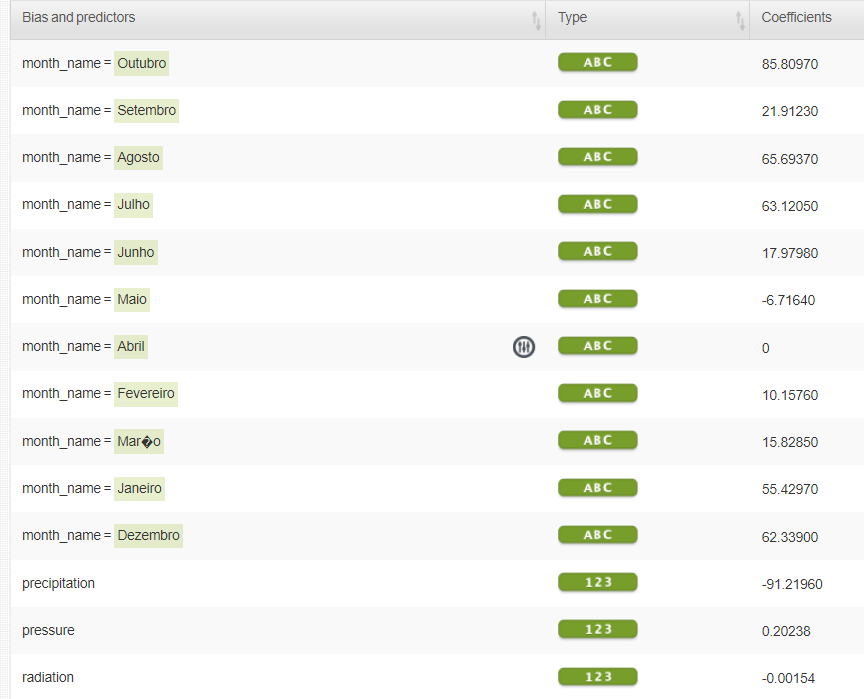 Bias and predictors Type Coefficients
month_name = Outubro ABC 85.80970
month_name = Setembro ABC 21.91230
month_name = Agosto ABC 65.69370
month_name = Julho ABC 63.12050
month_name = Junho ABC 17.97980
month_name = Maio ABC -6.71640
month_name = Abril ABC 0
month_name = Fevereiro ABC 10.15760
month_name = Mar�o ABC 15.82850
month_name = Janeiro ABC 55.42970
month_name = Dezembro ABC 62.33900
precipitation 123 -91.21960
pressure 123 0.20238
radiation 123 -0.00154